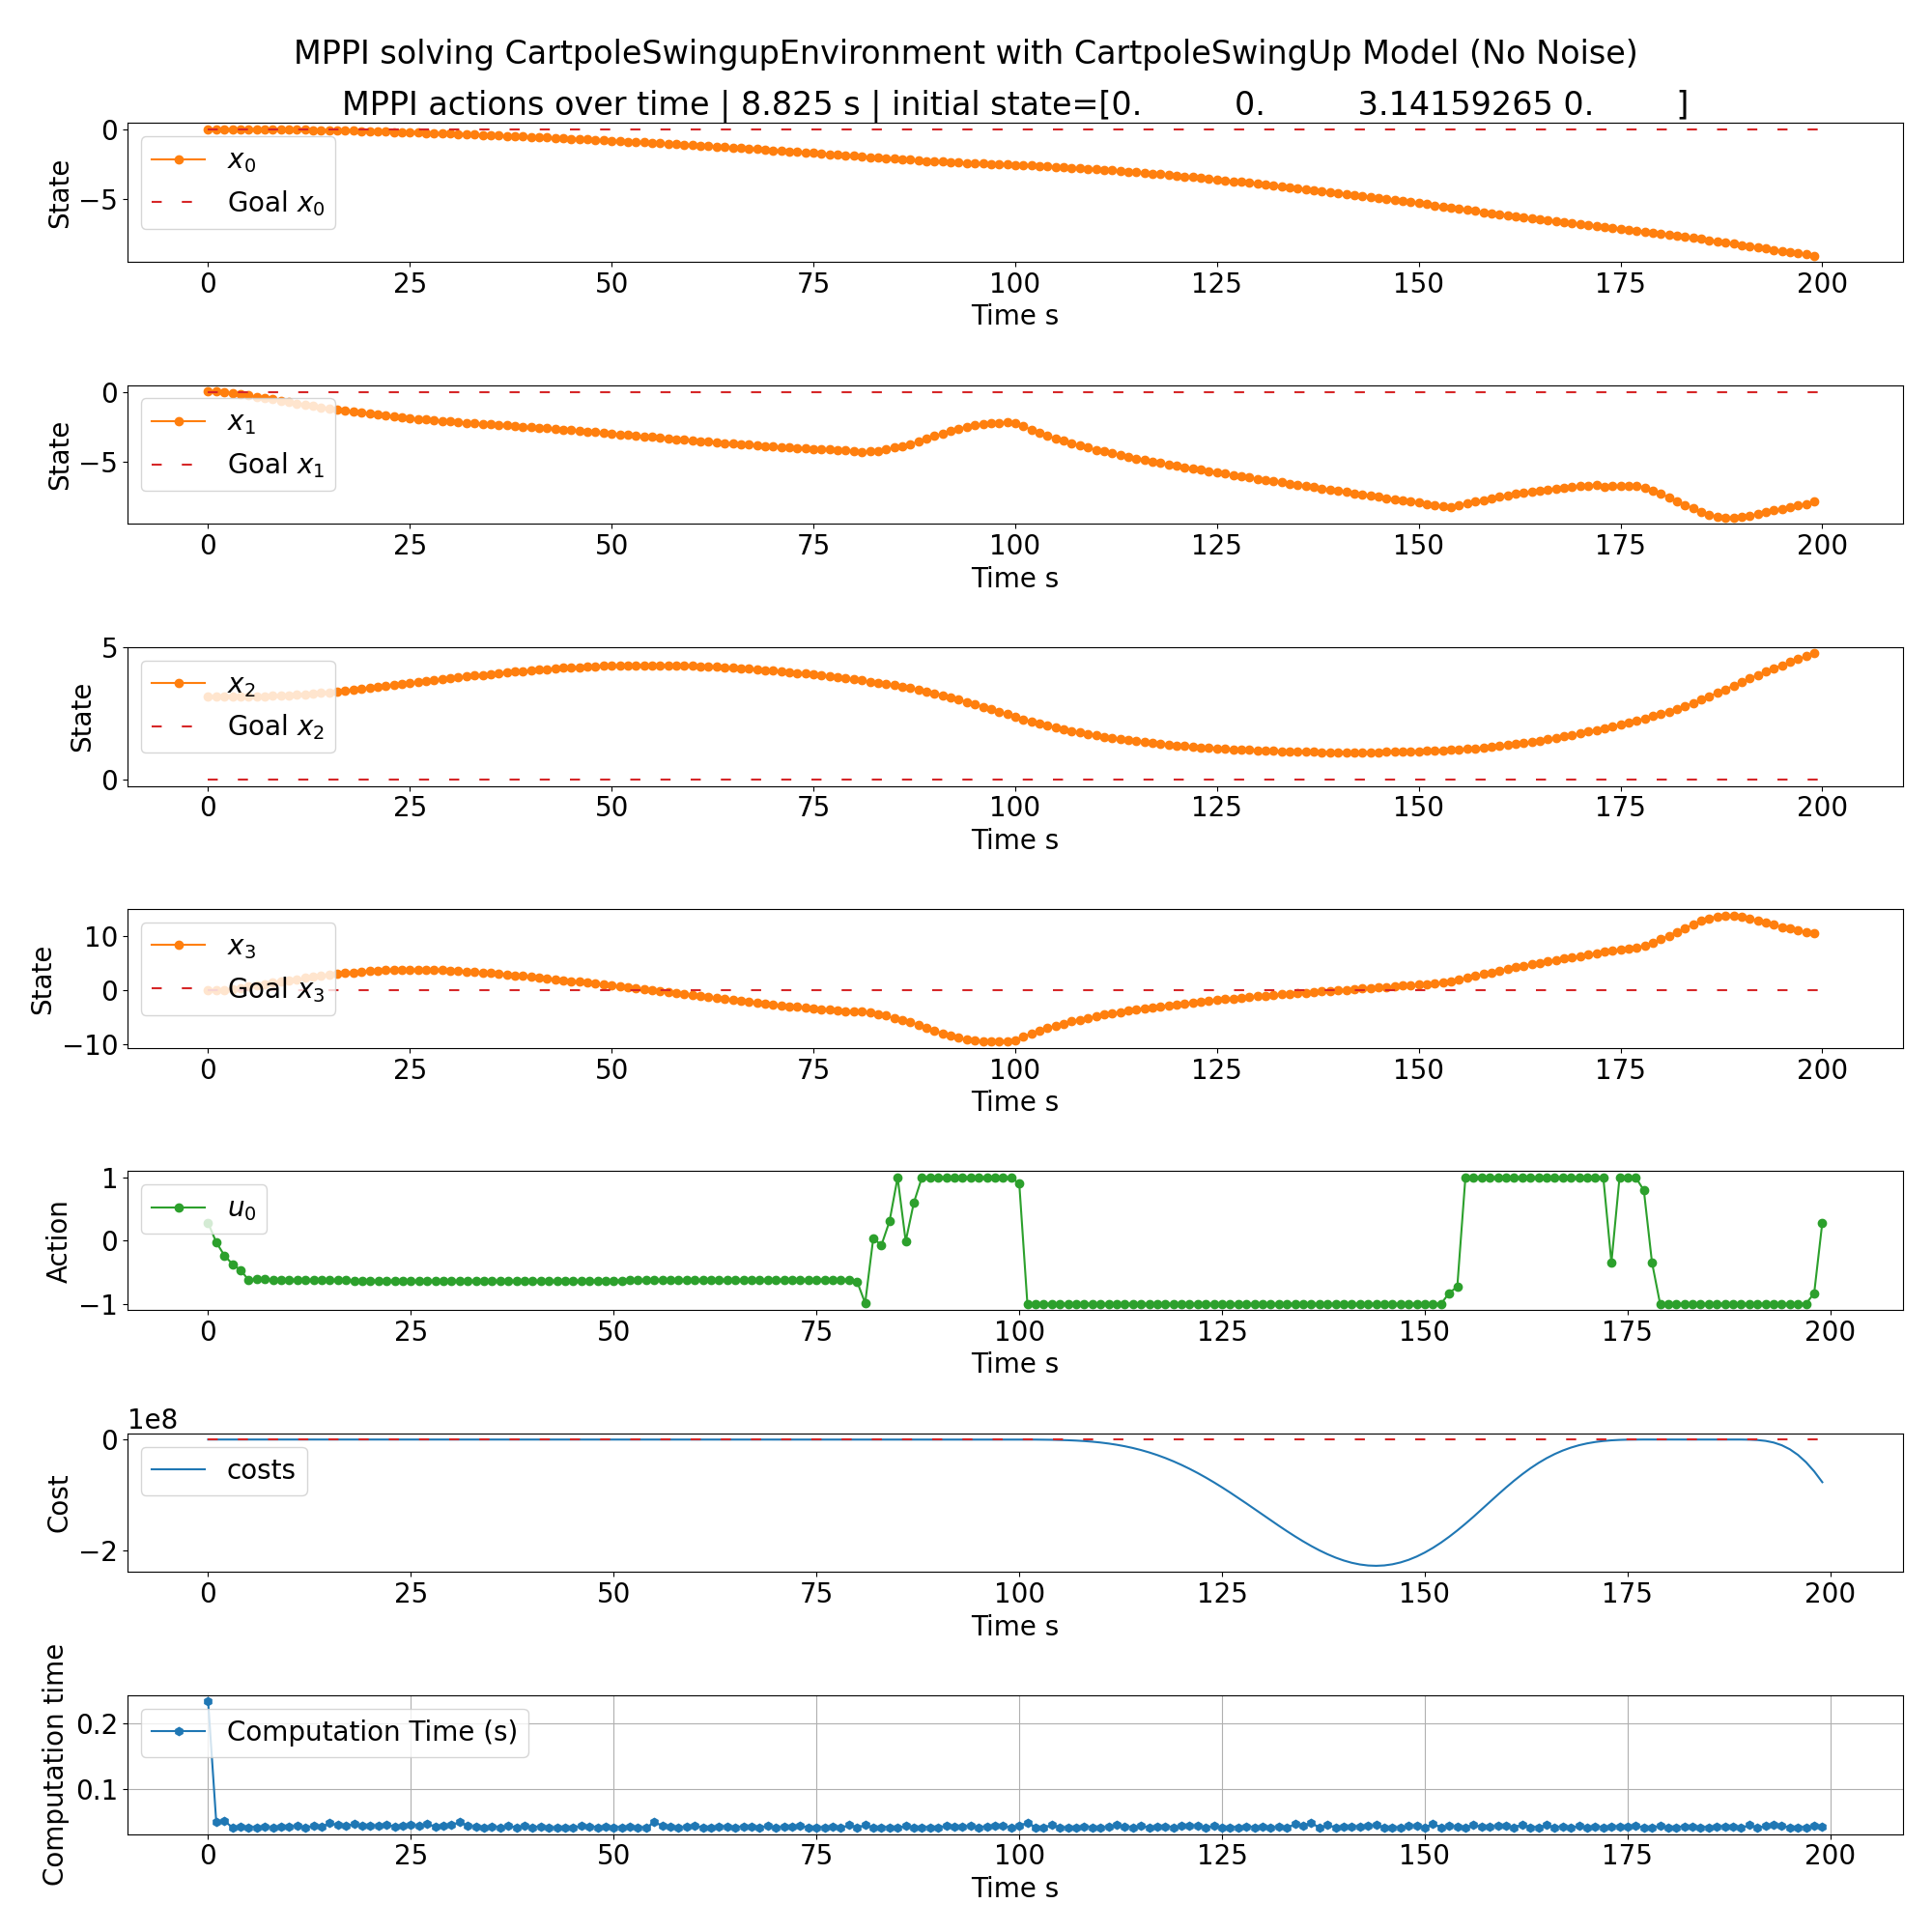 MPPI solving CartpoleSwingupEnvironment with CartpoleSwingUp Model (No Noise)
MPPI actions over time | 8.825 s | initial state=[0. 0. 3.14159265 0. ]
State
0
−5
x0
Goal x0
0 25 50 75 100 125 150 175 200
Time s
State
0
−5
x1
Goal x1
0 25 50 75 100 125 150 175 200
Time s
State
5
0
x2
Goal x2
0 25 50 75 100 125 150 175 200
Time s
State
10
0
−10
x3
Goal x3
0 25 50 75 100 125 150 175 200
Time s
Action
1
0
−1
u0
0 25 50 75 100 125 150 175 200
Time s
1e8
Cost
0
−2
costs
0 25 50 75 100 125 150 175 200
Time s
Computation time
0.2
0.1
Computation Time (s)
0 25 50 75 100 125 150 175 200
Time s